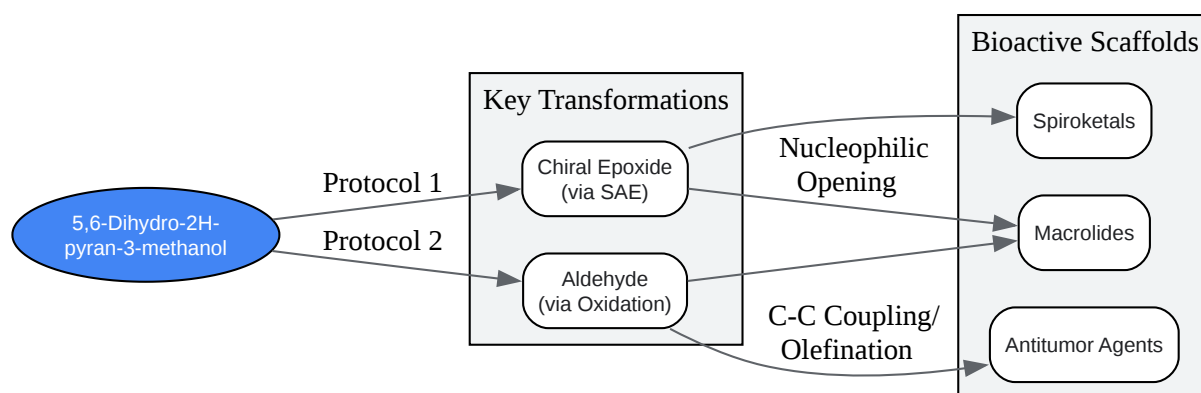 5,6-Dihydro-2H-
pyran-3-methanol
Protocol 1
Protocol 2
Key Transformations
Chiral Epoxide
(via SAE)
Aldehyde
(via Oxidation)
Nucleophilic
Opening
C-C Coupling/
Olefination
Bioactive Scaffolds
Spiroketals
Macrolides
Antitumor Agents